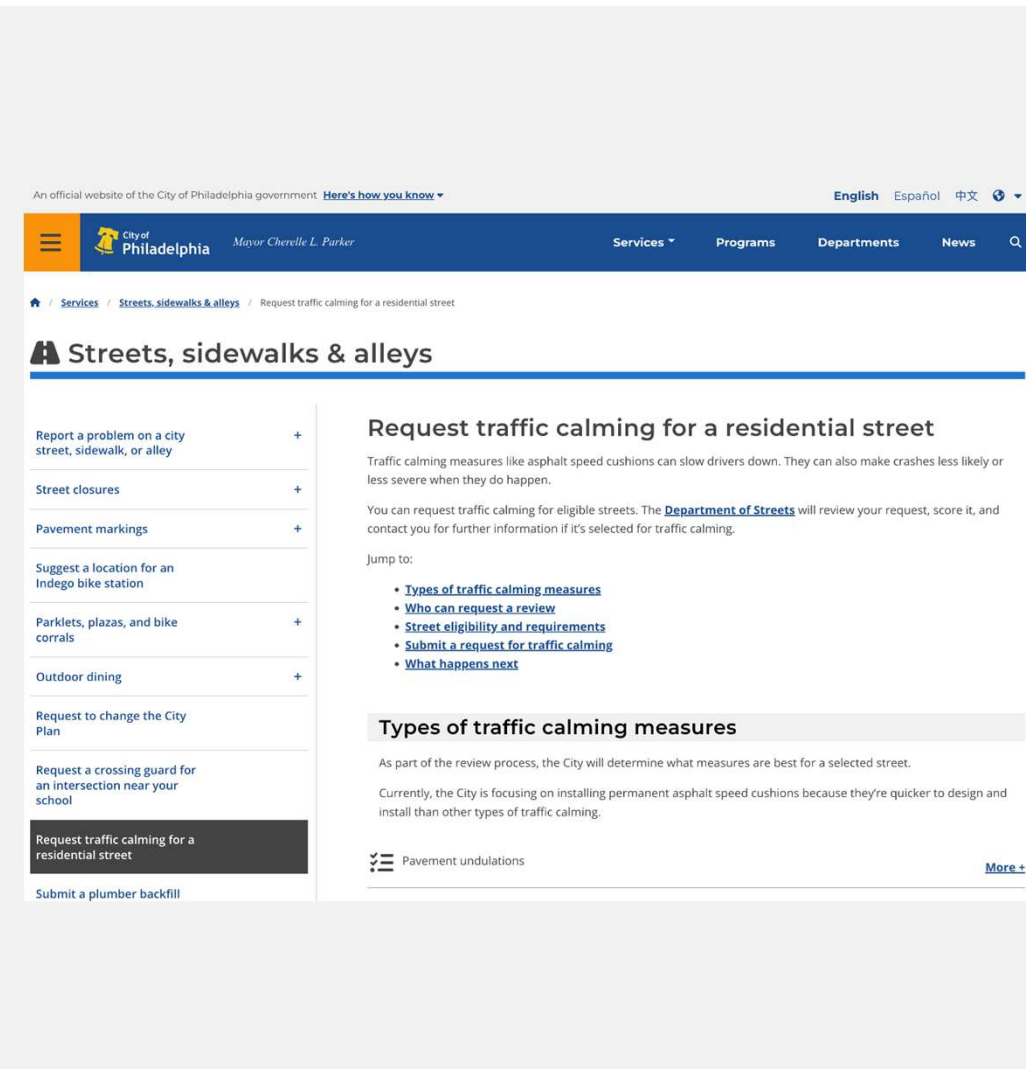 An official website of the City of Philadelphia government Here's how you know
English Español 中文
City of
Philadelphia
Mayor Cherelle L. Parker
Services
Programs
Departments
News
/ Services / Streets, sidewalks & alleys / Request traffic calming for a residential street
Streets, sidewalks & alleys
Report a problem on a city +
street, sidewalk, or alley
Street closures +
Pavement markings +
Suggest a location for an
Indego bike station
Parklets, plazas, and bike +
corrals
Outdoor dining +
Request to change the City
Plan
Request a crossing guard for
an intersection near your
school
Request traffic calming for a
residential street
Submit a plumber backfill
Request traffic calming for a residential street
Traffic calming measures like asphalt speed cushions can slow drivers down. They can also make crashes less likely or
less severe when they do happen.
You can request traffic calming for eligible streets. The Department of Streets will review your request, score it, and
contact you for further information if it's selected for traffic calming.
Jump to:
• Types of traffic calming measures
• Who can request a review
• Street eligibility and requirements
• Submit a request for traffic calming
• What happens next
Types of traffic calming measures
As part of the review process, the City will determine what measures are best for a selected street.
Currently, the City is focusing on installing permanent asphalt speed cushions because they're quicker to design and
install than other types of traffic calming.
Pavement undulations
More +